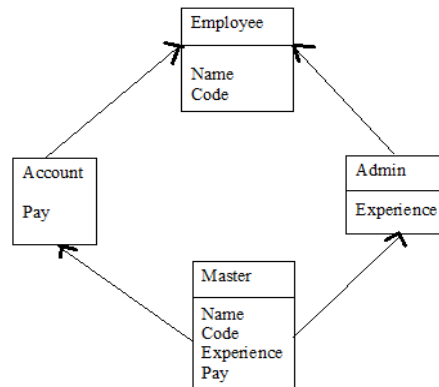 Employee
Name
Code
Account
Pay
Admin
Experience
Master
Name
Code
Experience
Pay